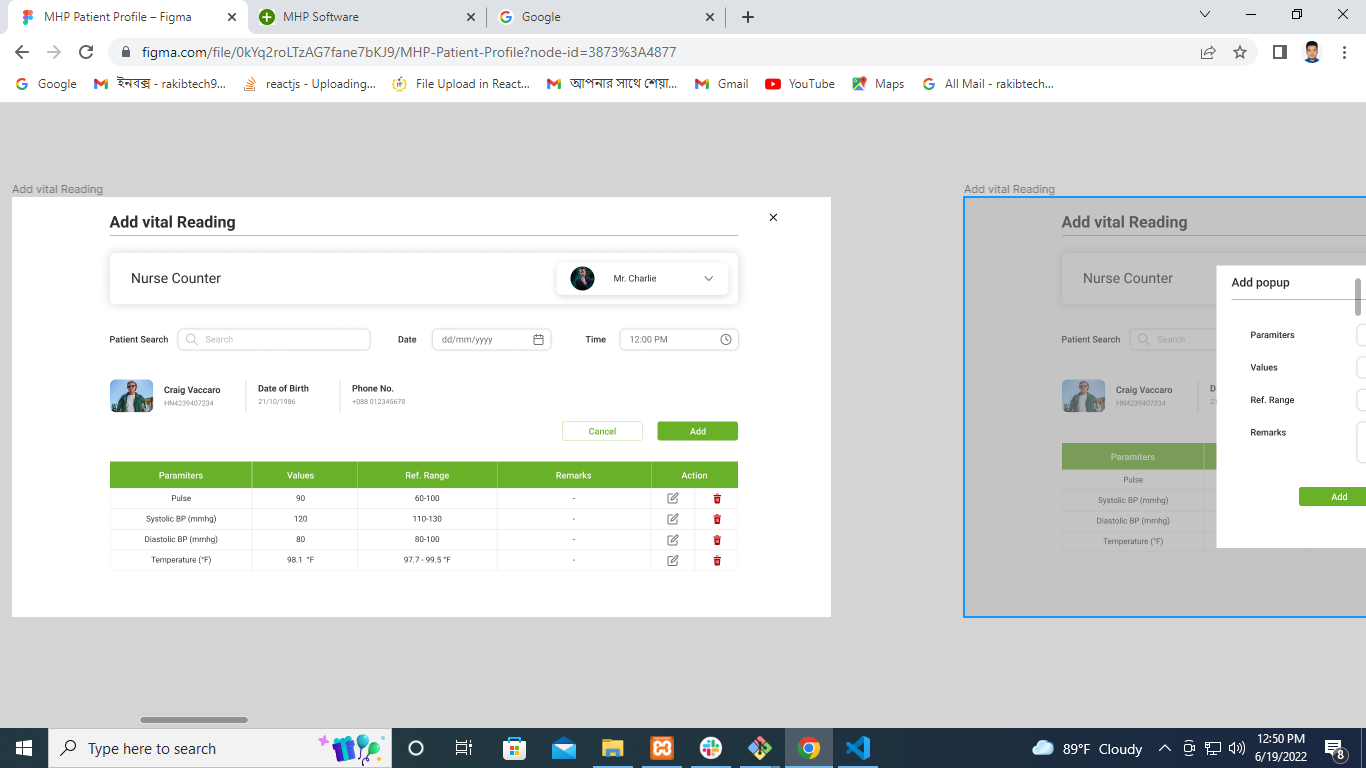 MHP Patient Profile – Figma
MHP Software
Google
figma.com/file/0kYq2roLTzAG7fane7bKJ9/MHP-Patient-Profile?node-id=3873%3A4877
Google
ইনবক্স - rakibtech9...
reactjs - Uploading...
File Upload in React...
আপনার সাথে শেয়া...
Gmail
YouTube
Maps
All Mail - rakibtech...
Add vital Reading
Add vital Reading
Nurse Counter
Mr. Charlie
Patient Search
Search
Date
dd/mm/yyyy
Time
12:00 PM
Craig Vaccaro
HN4239407234
Date of Birth
21/10/1986
Phone No.
+088 012345678
Cancel
Add
Paramiters Values Ref. Range Remarks Action
Pulse 90 60-100 -
Systolic BP (mmhg) 120 110-130 -
Diastolic BP (mmhg) 80 80-100 -
Temperature (°F) 98.1 °F 97.7 - 99.5 °F -
Add vital Reading
Add vital Reading
Nurse Counter
Patient Search
Search
Craig Vaccaro
HN4239407234
D
2
Paramiters
Pulse
Systolic BP (mmhg)
Diastolic BP (mmhg)
Temperature (°F)
Add popup
Paramiters
Values
Ref. Range
Remarks
Add
Type here to search
89°F Cloudy
12:50 PM
6/19/2022
8